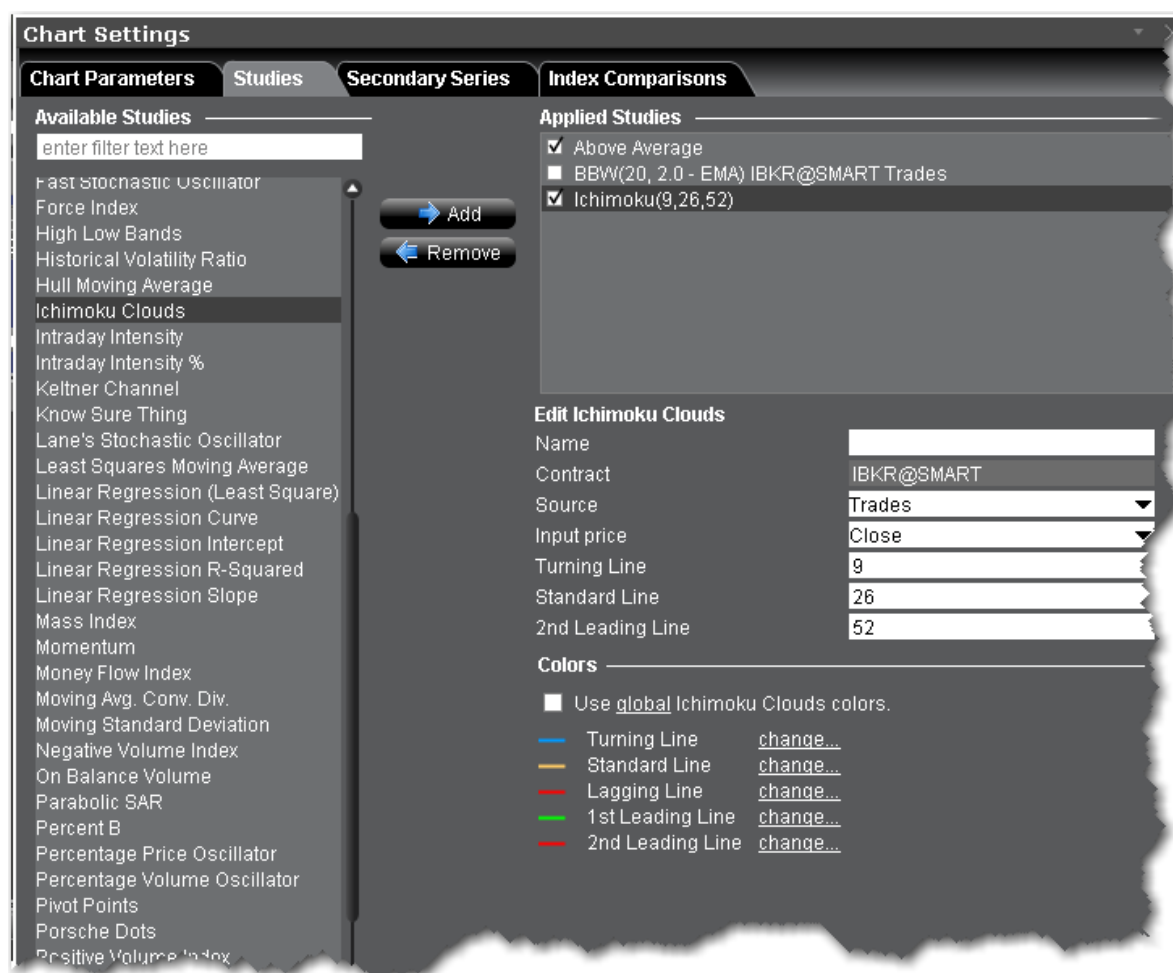 Chart Settings
Chart Parameters Studies Secondary Series Index Comparisons
Available Studies
enter filter text here
Fast Stochastic Oscillator
Force Index
High Low Bands
Historical Volatility Ratio
Hull Moving Average
Ichimoku Clouds
Intraday Intensity
Intraday Intensity %
Keltner Channel
Know Sure Thing
Lane's Stochastic Oscillator
Least Squares Moving Average
Linear Regression (Least Square)
Linear Regression Curve
Linear Regression Intercept
Linear Regression R-Squared
Linear Regression Slope
Mass Index
Momentum
Money Flow Index
Moving Avg. Conv. Div.
Moving Standard Deviation
Negative Volume Index
On Balance Volume
Parabolic SAR
Percent B
Percentage Price Oscillator
Percentage Volume Oscillator
Pivot Points
Porsche Dots
Positive Volume Index
Add
Remove
Applied Studies
Above Average
BBW(20, 2.0 - EMA) IBKR@SMART Trades
Ichimoku(9,26,52)
Edit Ichimoku Clouds
Name
Contract IBKR@SMART
Source Trades
Input price Close
Turning Line 9
Standard Line 26
2nd Leading Line 52
Colors
Use global Ichimoku Clouds colors.
Turning Line change...
Standard Line change...
Lagging Line change...
1st Leading Line change...
2nd Leading Line change...